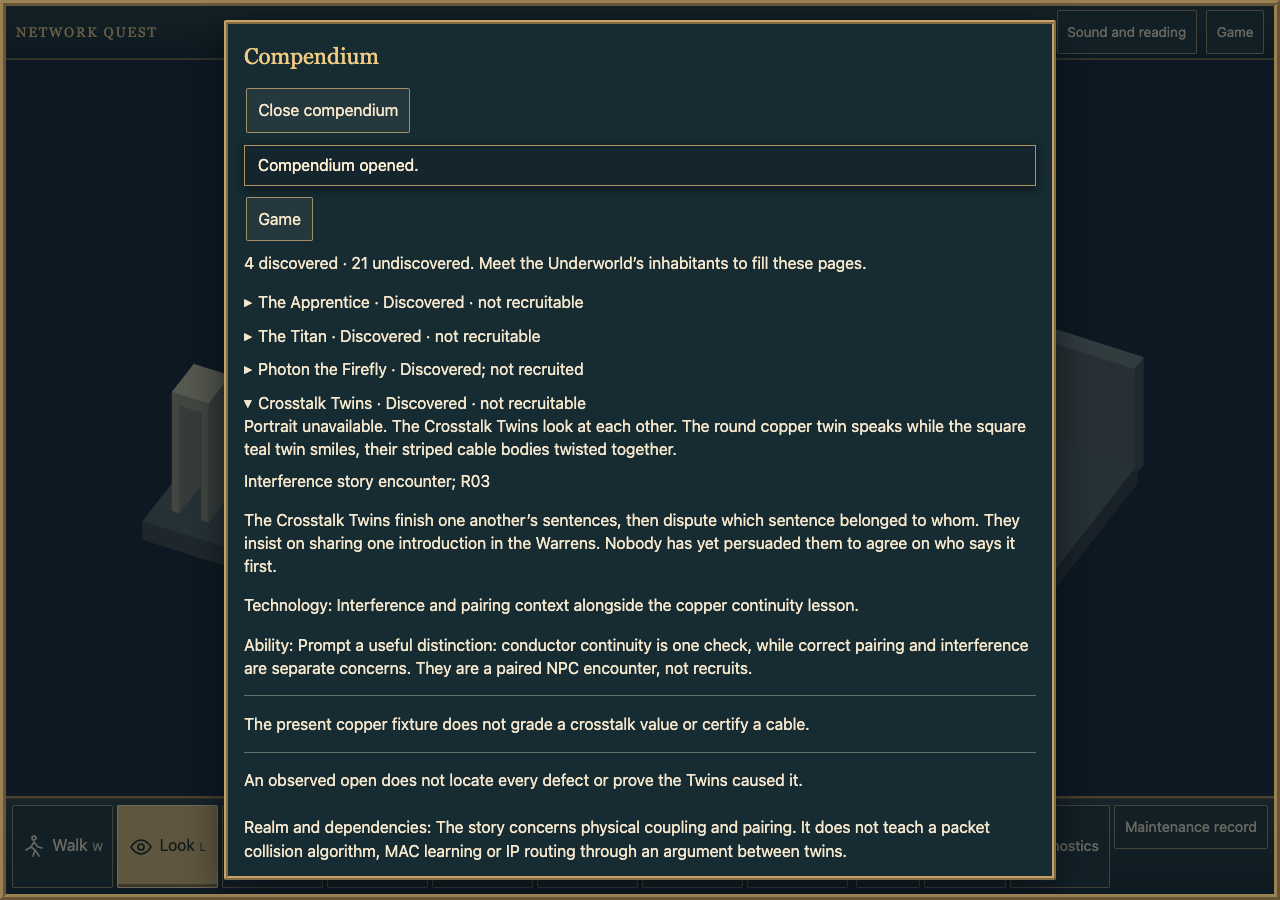 NETWORK QUEST
Sound and reading
Game
Compendium
Close compendium
Compendium opened.
Game
4 discovered · 21 undiscovered. Meet the Underworld’s inhabitants to fill these pages.
▸ The Apprentice · Discovered · not recruitable
▸ The Titan · Discovered · not recruitable
▸ Photon the Firefly · Discovered; not recruited
▾ Crosstalk Twins · Discovered · not recruitable
Portrait unavailable. The Crosstalk Twins look at each other. The round copper twin speaks while the square
teal twin smiles, their striped cable bodies twisted together.
Interference story encounter; R03
The Crosstalk Twins finish one another’s sentences, then dispute which sentence belonged to whom. They
insist on sharing one introduction in the Warrens. Nobody has yet persuaded them to agree on who says it
first.
Technology: Interference and pairing context alongside the copper continuity lesson.
Ability: Prompt a useful distinction: conductor continuity is one check, while correct pairing and interference
are separate concerns. They are a paired NPC encounter, not recruits.
The present copper fixture does not grade a crosstalk value or certify a cable.
An observed open does not locate every defect or prove the Twins caused it.
Realm and dependencies: The story concerns physical coupling and pairing. It does not teach a packet
collision algorithm, MAC learning or IP routing through an argument between twins.
Walk W
Look L
nostics
Maintenance record